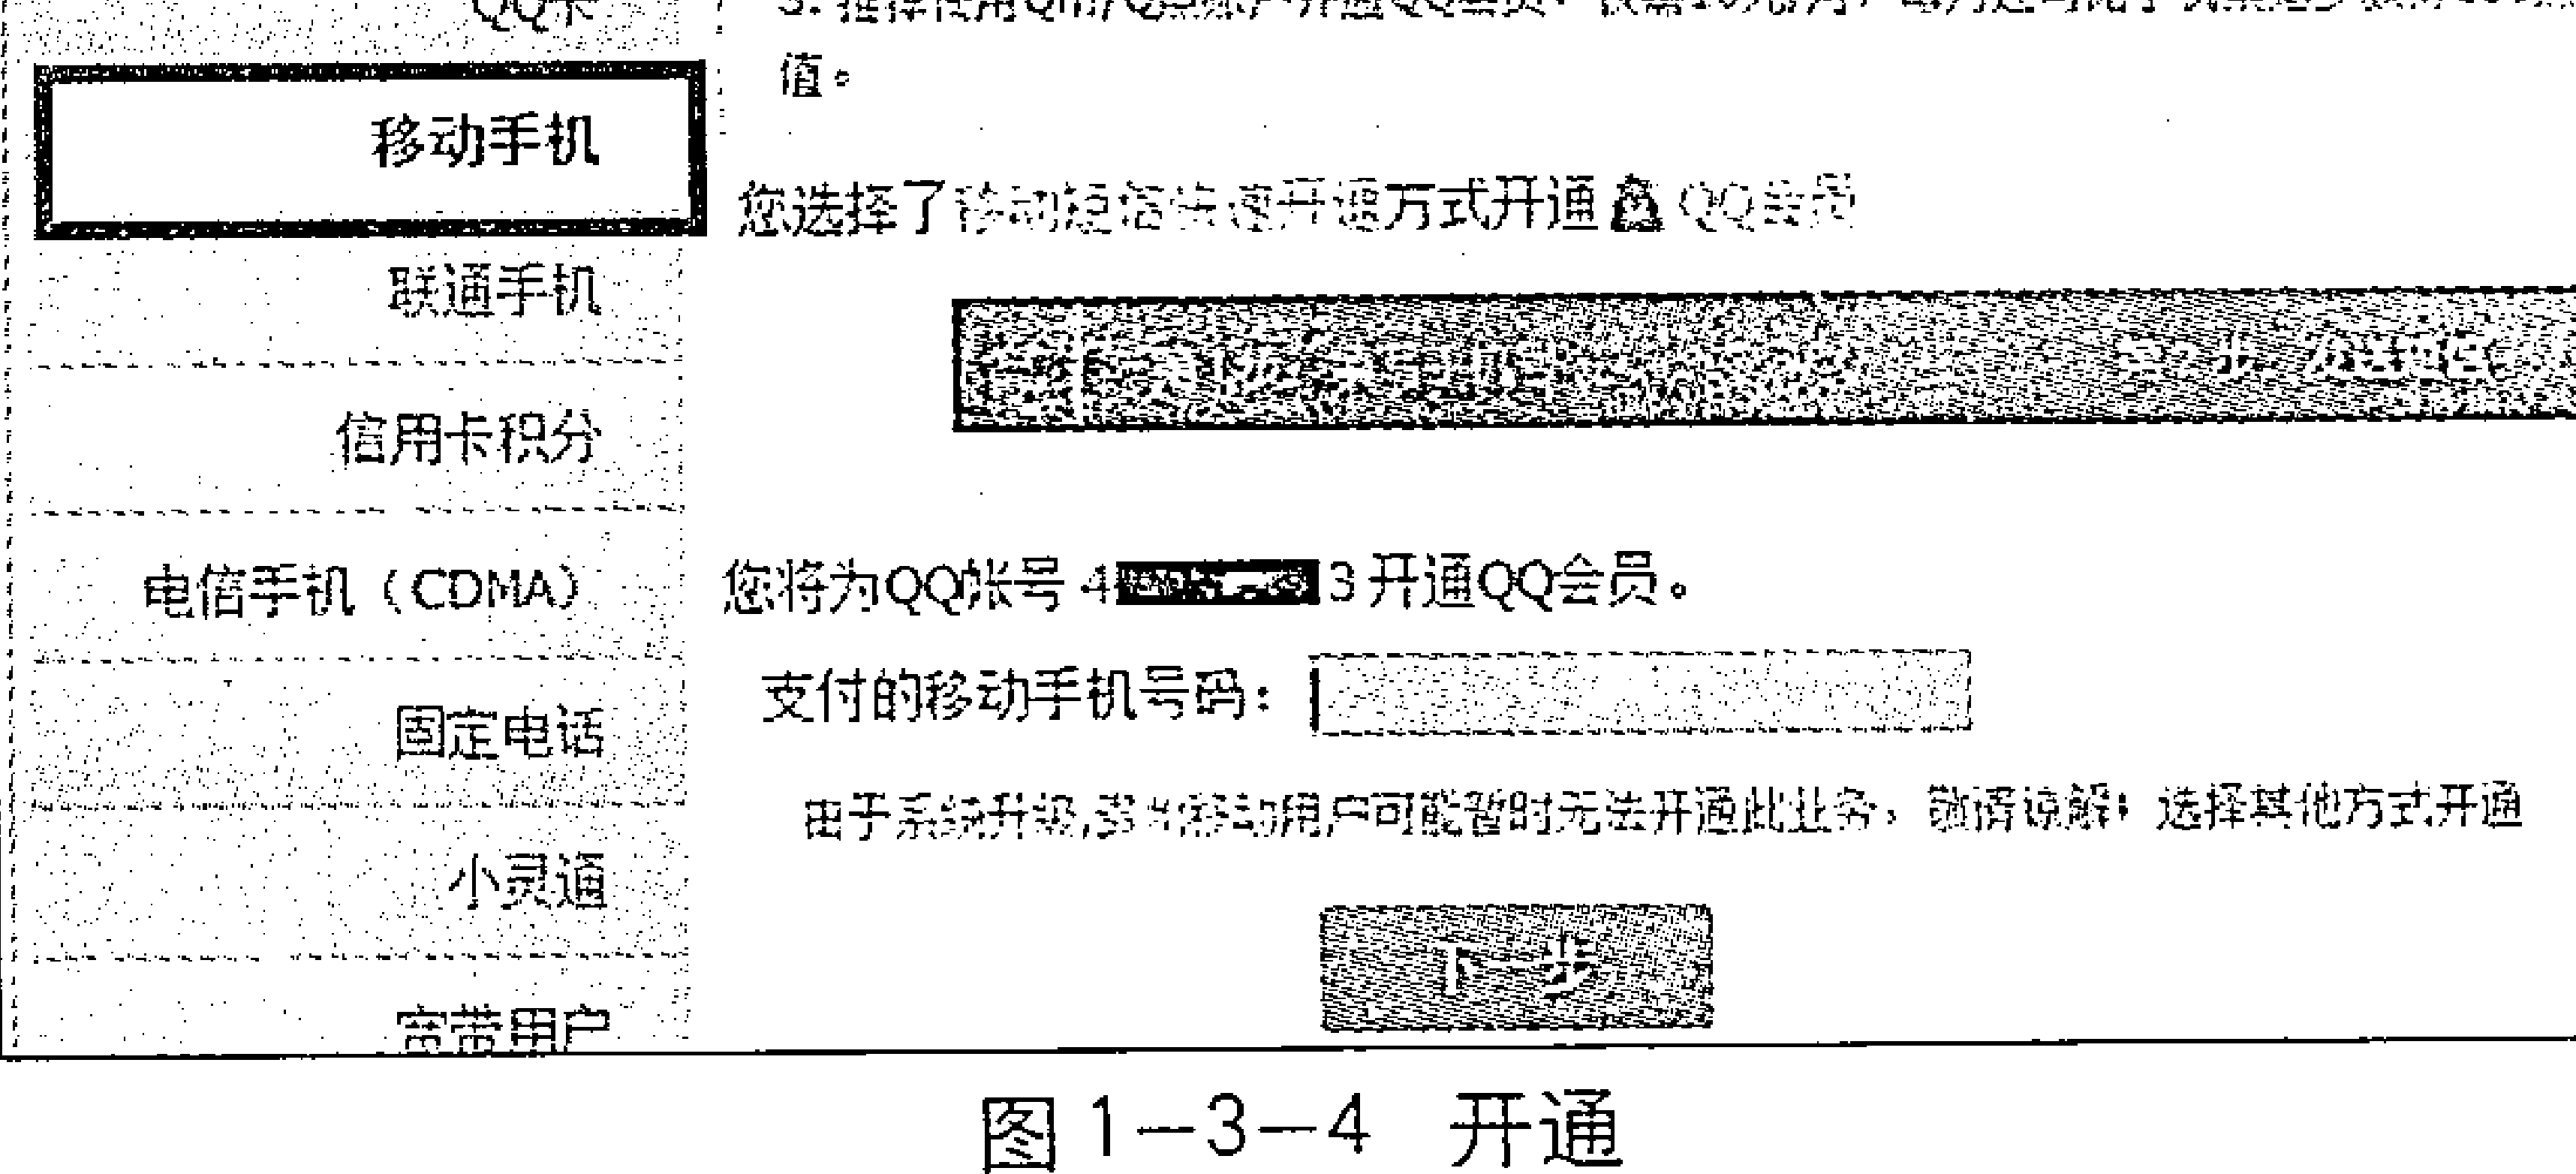 QQ卡
值。
移动手机
您选择了移动短信快速开通方式开通 QQ会员
联通手机
信用卡积分
电信手机（CDMA）
您将为QQ帐号 4 3 开通QQ会员。
支付的移动手机号码：
固定电话
由于系统升级,移动用户可能暂时无法开通此业务，敬请谅解！选择其他方式开通
小灵通
下一步
宽带用户
图 1－3－4 开通